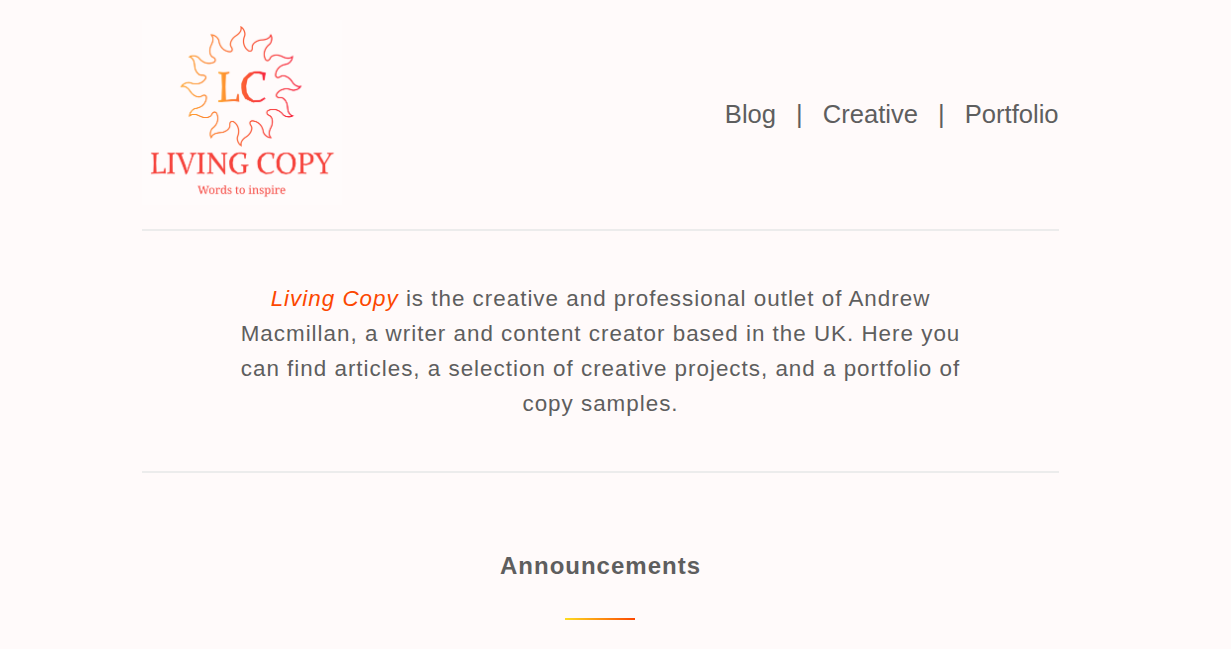 LC
LIVING COPY
Words to inspire
Blog | Creative | Portfolio
Living Copy is the creative and professional outlet of Andrew
Macmillan, a writer and content creator based in the UK. Here you
can find articles, a selection of creative projects, and a portfolio of
copy samples.
Announcements